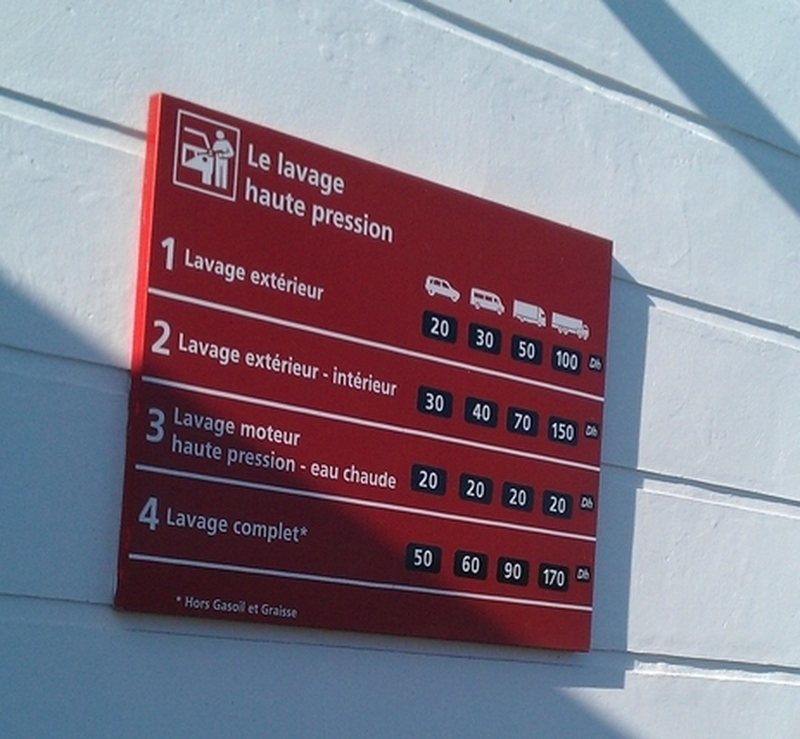 Le lavage
haute pression
1 Lavage extérieur
20 30 50 100 Dh
2 Lavage extérieur - intérieur
30 40 70 150 Dh
3 Lavage moteur
haute pression - eau chaude
20 20 20 20 Dh
4 Lavage complet*
50 60 90 170 Dh
* Hors Gasoil et Graisse